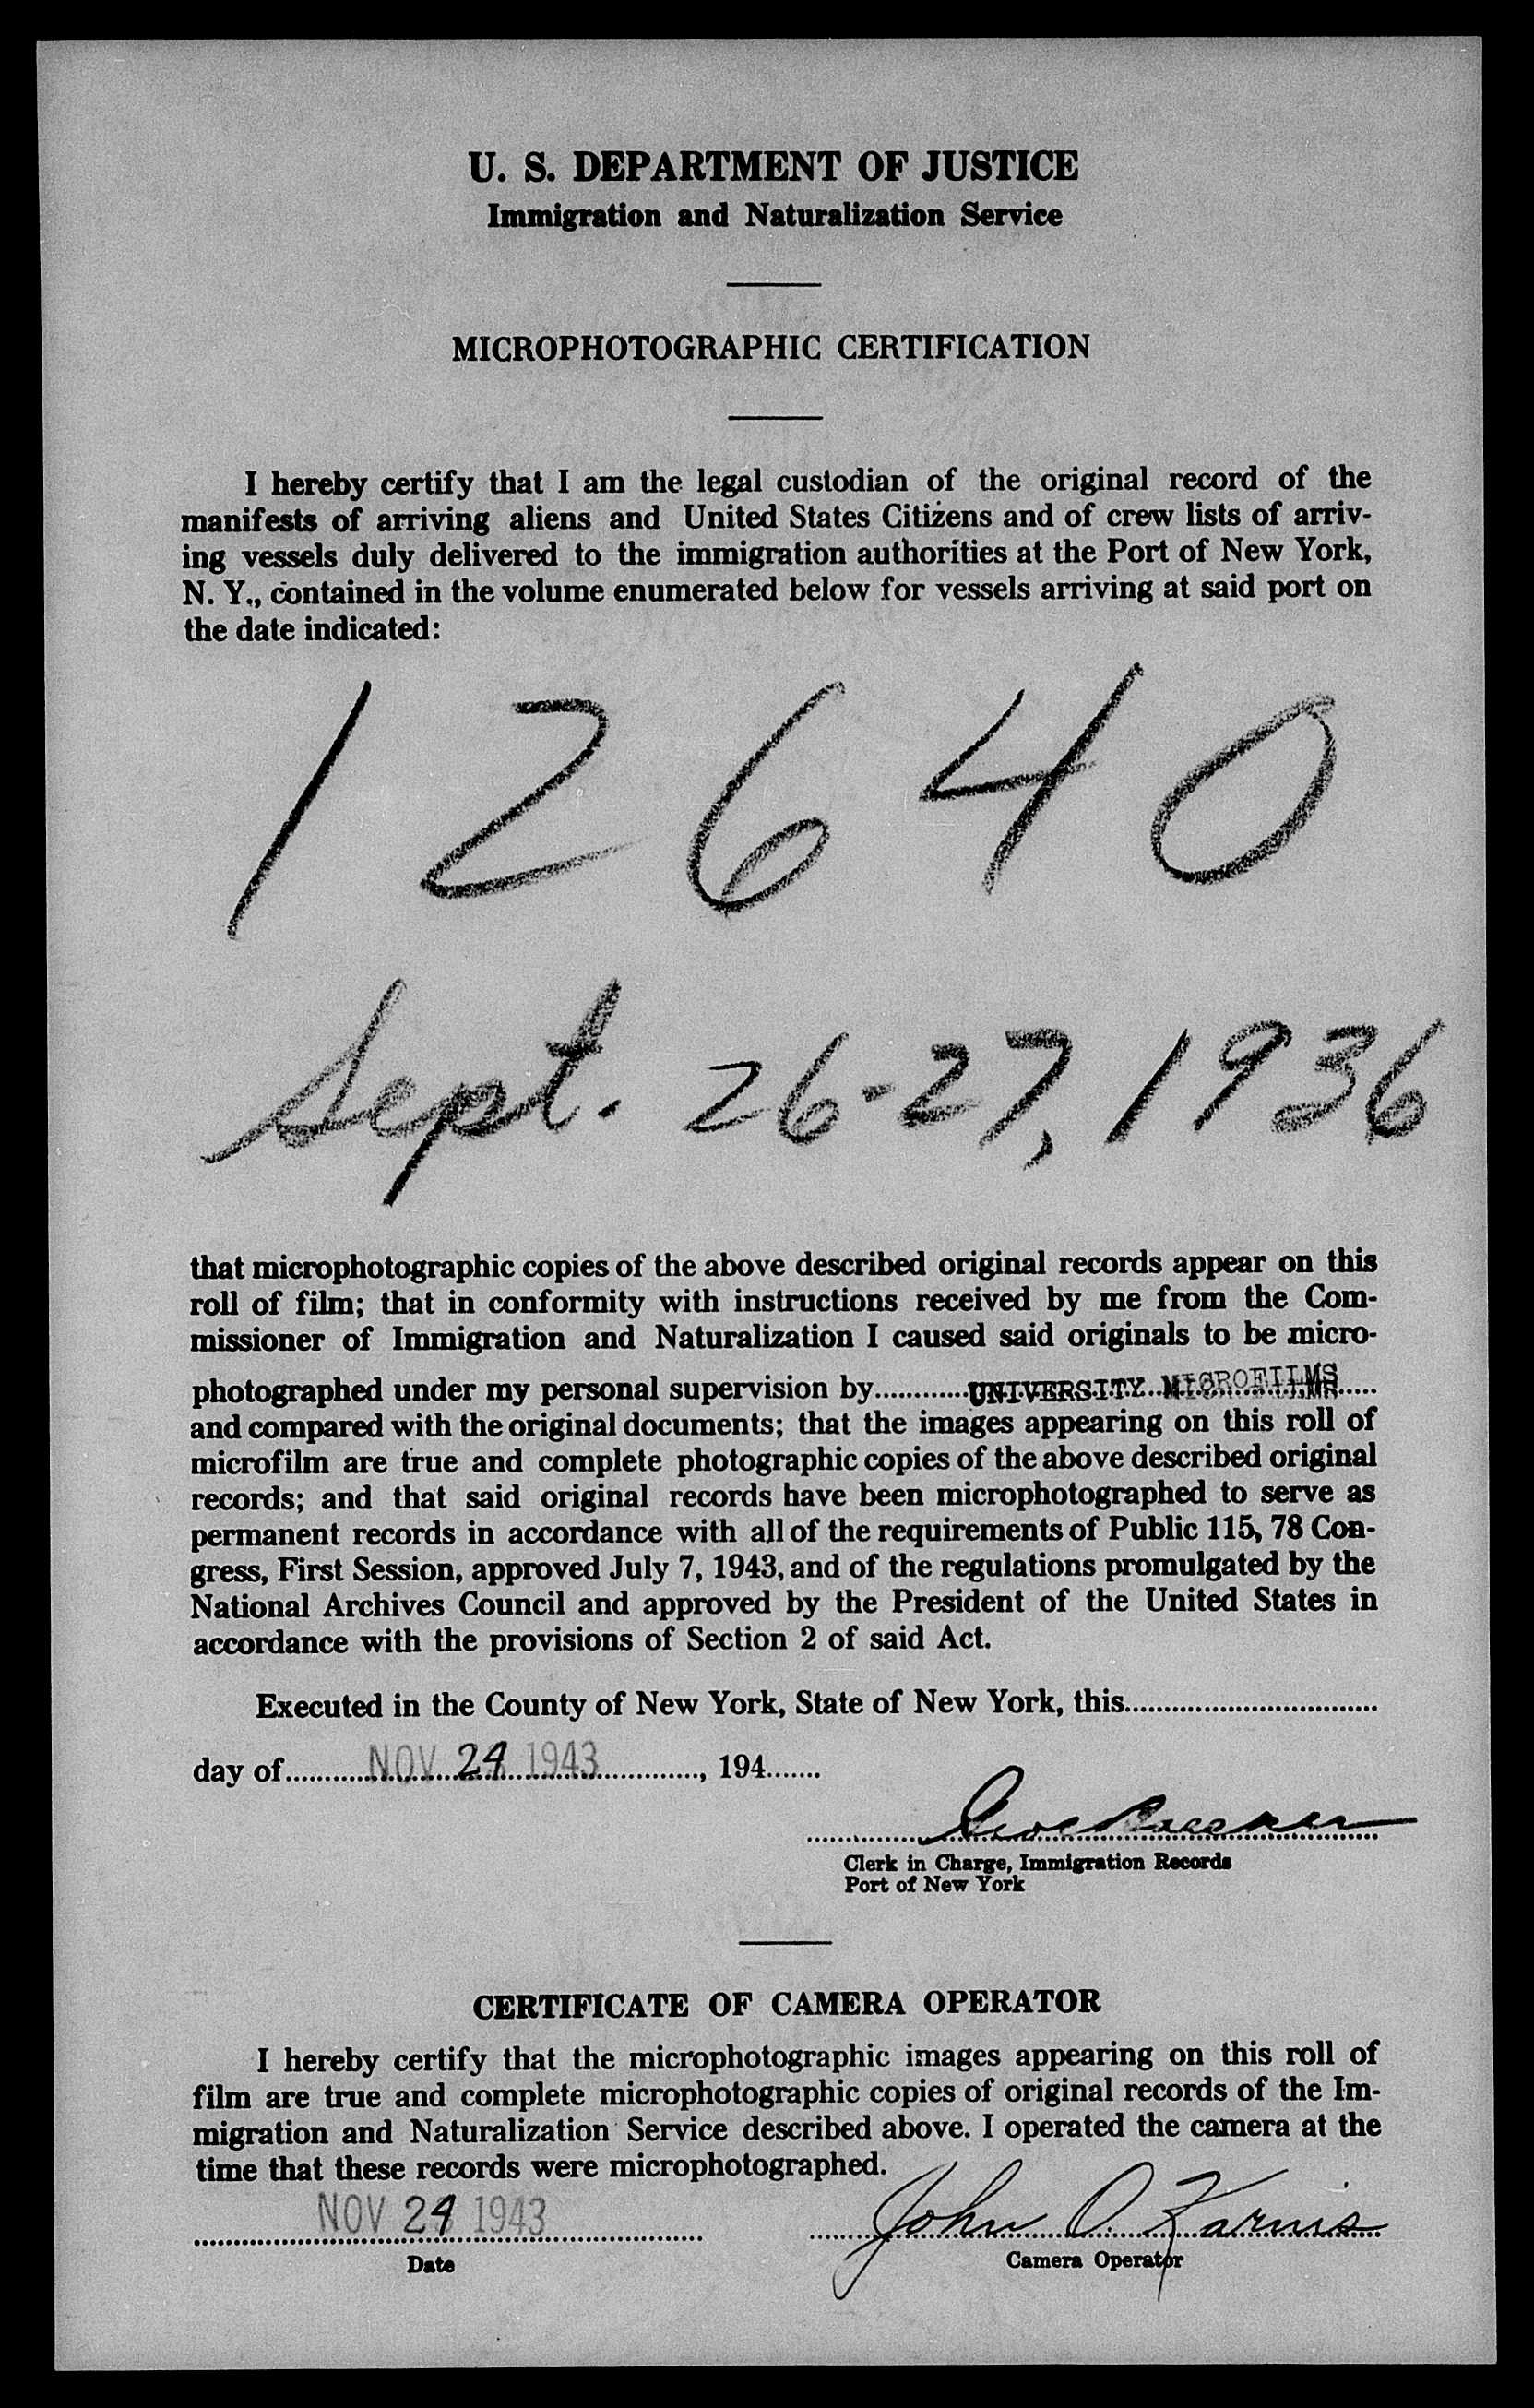 U. S. DEPARTMENT OF JUSTICE
Immigration and Naturalization Service
MICROPHOTOGRAPHIC CERTIFICATION
I hereby certify that I am the legal custodian of the original record of the
manifests of arriving aliens and United States Citizens and of crew lists of arriv-
ing vessels duly delivered to the immigration authorities at the Port of New York,
N. Y., contained in the volume enumerated below for vessels arriving at said port on
the date indicated:
12640
Sept. 26-27, 1936
that microphotographic copies of the above described original records appear on this
roll of film; that in conformity with instructions received by me from the Com-
missioner of Immigration and Naturalization I caused said originals to be micro-
photographed under my personal supervision by............UNIVERSITY MICROFILMS.....
and compared with the original documents; that the images appearing on this roll of
microfilm are true and complete photographic copies of the above described original
records; and that said original records have been microphotographed to serve as
permanent records in accordance with all of the requirements of Public 115, 78 Con-
gress, First Session, approved July 7, 1943, and of the regulations promulgated by the
National Archives Council and approved by the President of the United States in
accordance with the provisions of Section 2 of said Act.
Executed in the County of New York, State of New York, this................................
day of...........NOV 24 1943............., 194.......
Clerk in Charge, Immigration Records
Port of New York
CERTIFICATE OF CAMERA OPERATOR
I hereby certify that the microphotographic images appearing on this roll of
film are true and complete microphotographic copies of original records of the Im-
migration and Naturalization Service described above. I operated the camera at the
time that these records were microphotographed.
NOV 24 1943 John O. Karnis
Date Camera Operator